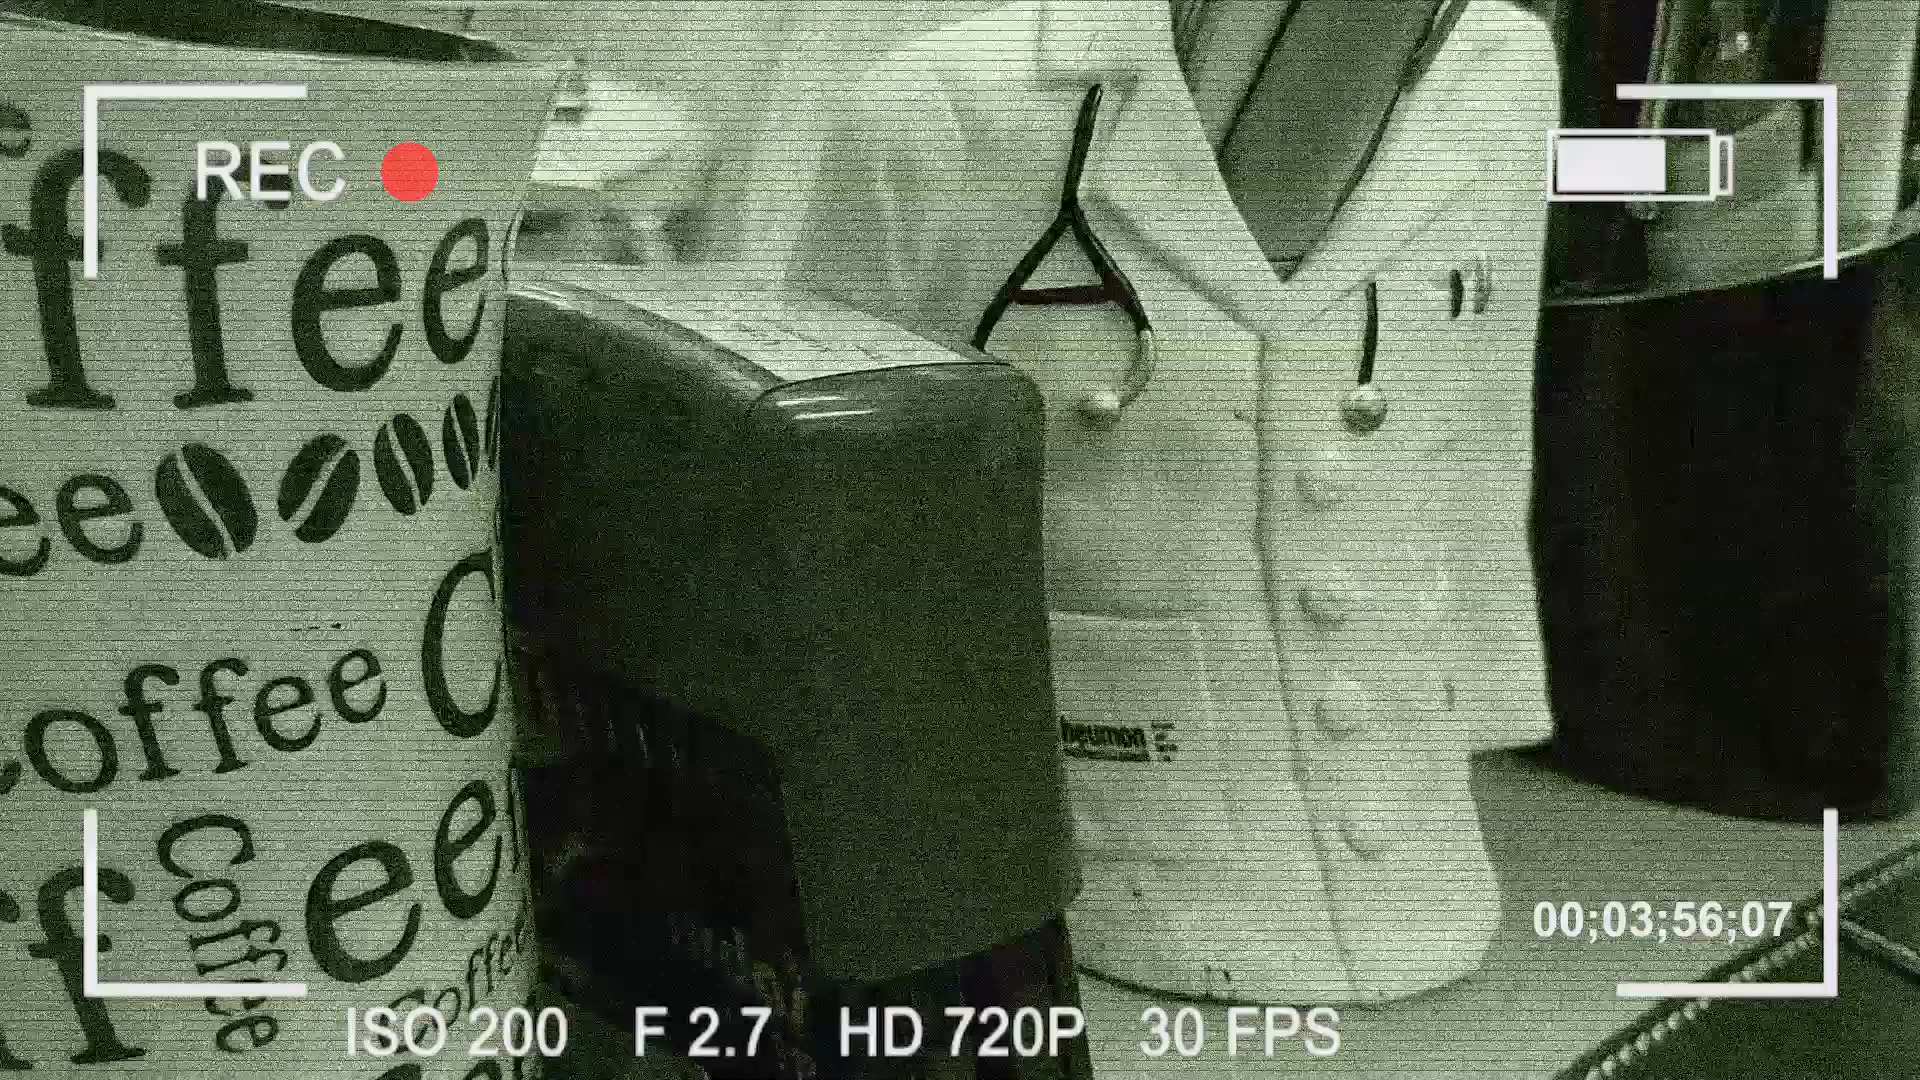 REC
ffee
ee
Coffee
Coffee
ee
Coffee
00;03;56;07
ISO 200 F 2.7 HD 720P 30 FPS